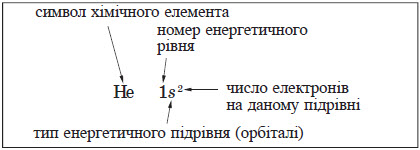 символ хімічного елемента
номер енергетичного
рівня
He 1s²
число електронів
на даному підрівні
тип енергетичного підрівня (орбіталі)